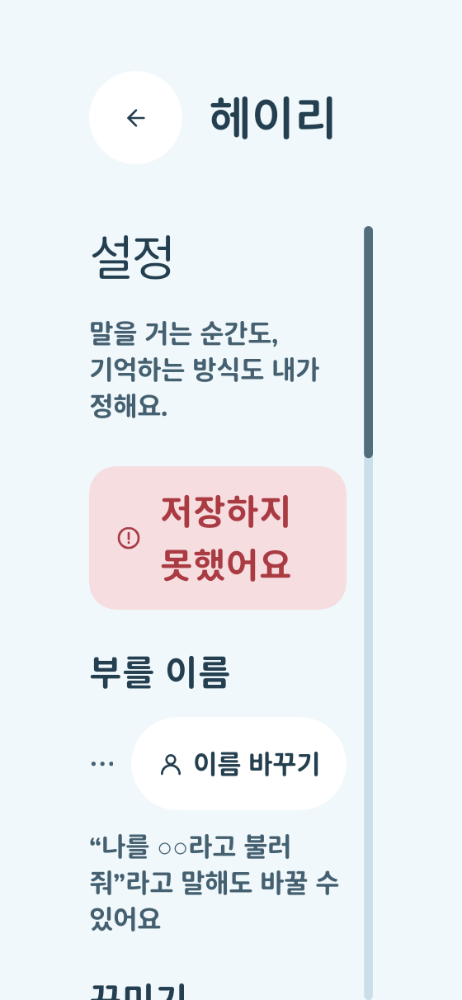 헤이리
설정
말을 거는 순간도,
기억하는 방식도 내가
정해요.
저장하지
못했어요
부를 이름
… 이름 바꾸기
“나를 ○○라고 불러
줘”라고 말해도 바꿀 수
있어요
꾸미기